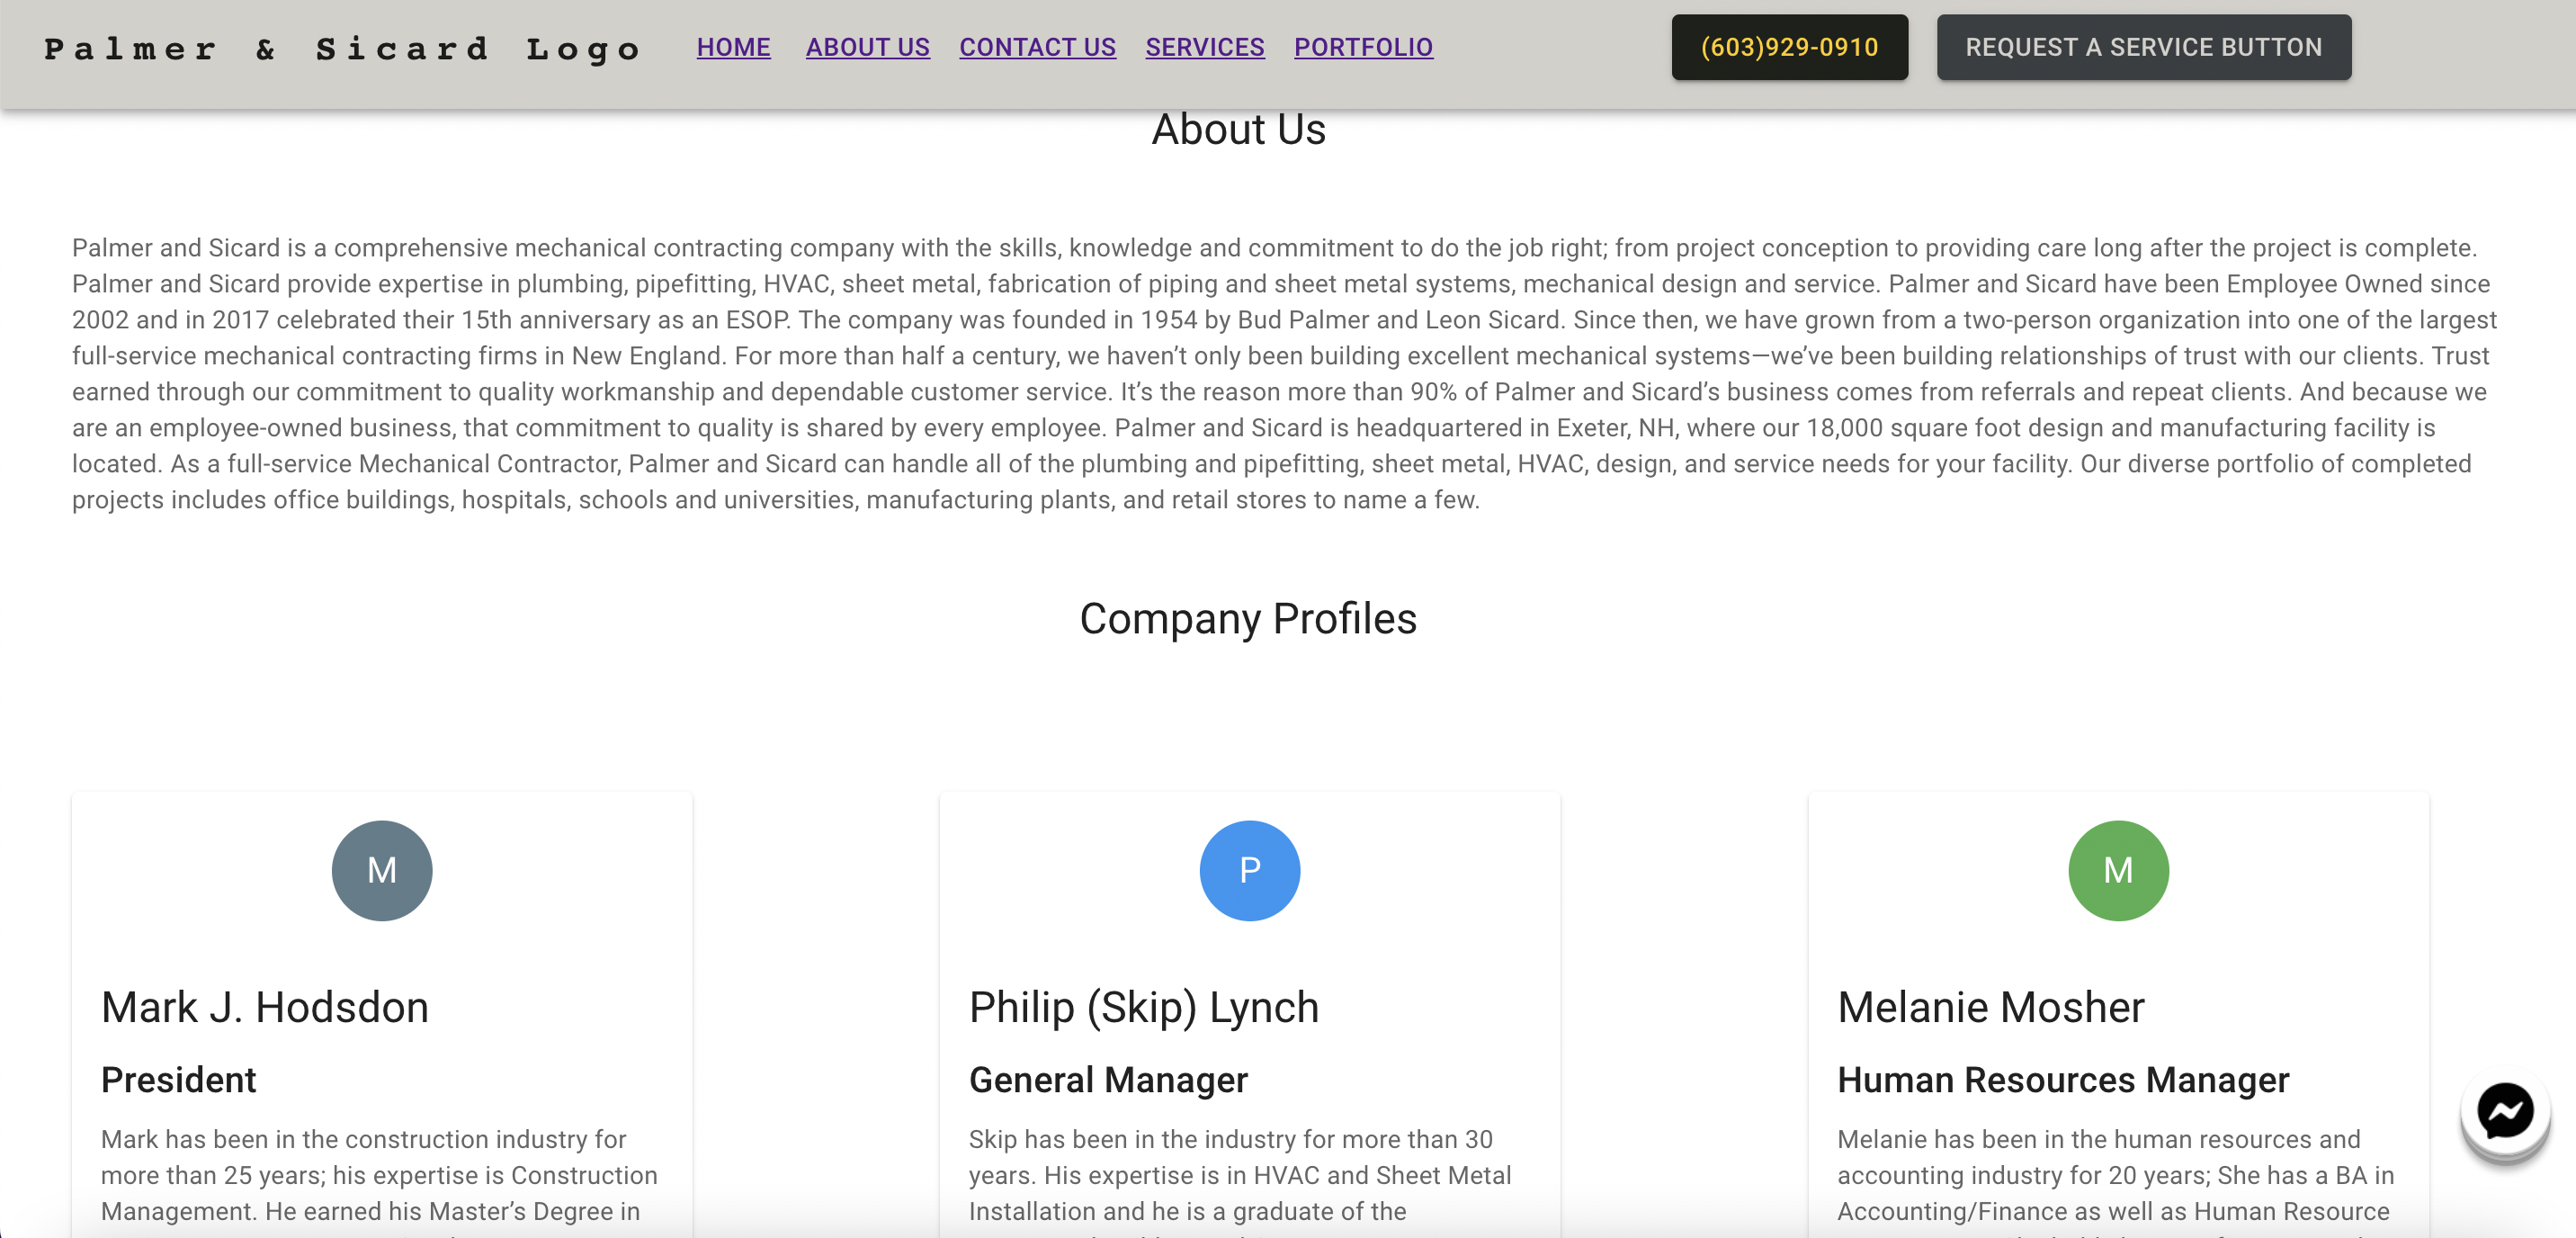 Palmer & Sicard Logo HOME ABOUT US CONTACT US SERVICES PORTFOLIO (603)929-0910 REQUEST A SERVICE BUTTON
About Us
Palmer and Sicard is a comprehensive mechanical contracting company with the skills, knowledge and commitment to do the job right; from project conception to providing care long after the project is complete.
Palmer and Sicard provide expertise in plumbing, pipefitting, HVAC, sheet metal, fabrication of piping and sheet metal systems, mechanical design and service. Palmer and Sicard have been Employee Owned since
2002 and in 2017 celebrated their 15th anniversary as an ESOP. The company was founded in 1954 by Bud Palmer and Leon Sicard. Since then, we have grown from a two-person organization into one of the largest
full-service mechanical contracting firms in New England. For more than half a century, we haven’t only been building excellent mechanical systems—we’ve been building relationships of trust with our clients. Trust
earned through our commitment to quality workmanship and dependable customer service. It’s the reason more than 90% of Palmer and Sicard’s business comes from referrals and repeat clients. And because we
are an employee-owned business, that commitment to quality is shared by every employee. Palmer and Sicard is headquartered in Exeter, NH, where our 18,000 square foot design and manufacturing facility is
located. As a full-service Mechanical Contractor, Palmer and Sicard can handle all of the plumbing and pipefitting, sheet metal, HVAC, design, and service needs for your facility. Our diverse portfolio of completed
projects includes office buildings, hospitals, schools and universities, manufacturing plants, and retail stores to name a few.
Company Profiles
M
Mark J. Hodsdon
President
Mark has been in the construction industry for
more than 25 years; his expertise is Construction
Management. He earned his Master’s Degree in
P
Philip (Skip) Lynch
General Manager
Skip has been in the industry for more than 30
years. His expertise is in HVAC and Sheet Metal
Installation and he is a graduate of the
M
Melanie Mosher
Human Resources Manager
Melanie has been in the human resources and
accounting industry for 20 years; She has a BA in
Accounting/Finance as well as Human Resource